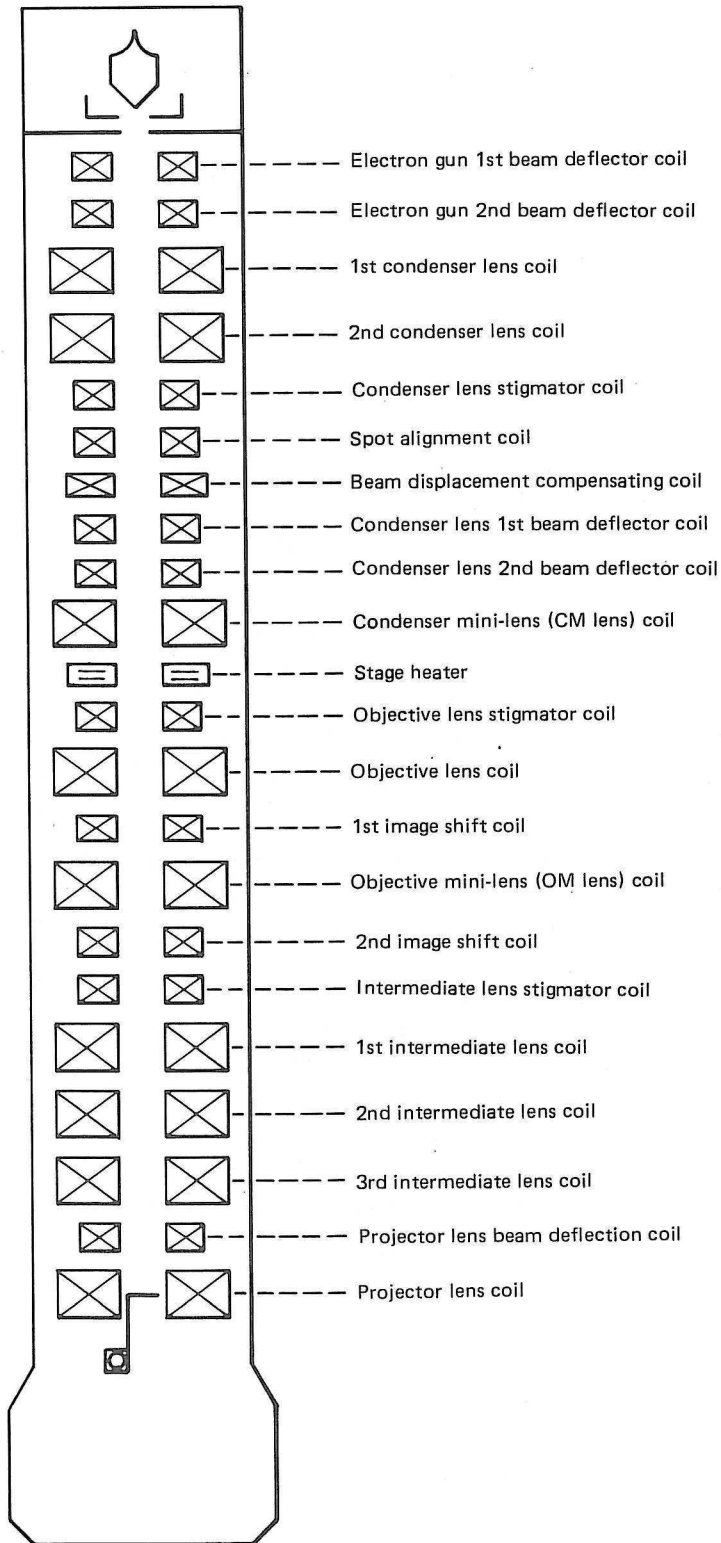 Electron gun 1st beam deflector coil
Electron gun 2nd beam deflector coil
1st condenser lens coil
2nd condenser lens coil
Condenser lens stigmator coil
Spot alignment coil
Beam displacement compensating coil
Condenser lens 1st beam deflector coil
Condenser lens 2nd beam deflector coil
Condenser mini-lens (CM lens) coil
Stage heater
Objective lens stigmator coil
Objective lens coil
1st image shift coil
Objective mini-lens (OM lens) coil
2nd image shift coil
Intermediate lens stigmator coil
1st intermediate lens coil
2nd intermediate lens coil
3rd intermediate lens coil
Projector lens beam deflection coil
Projector lens coil